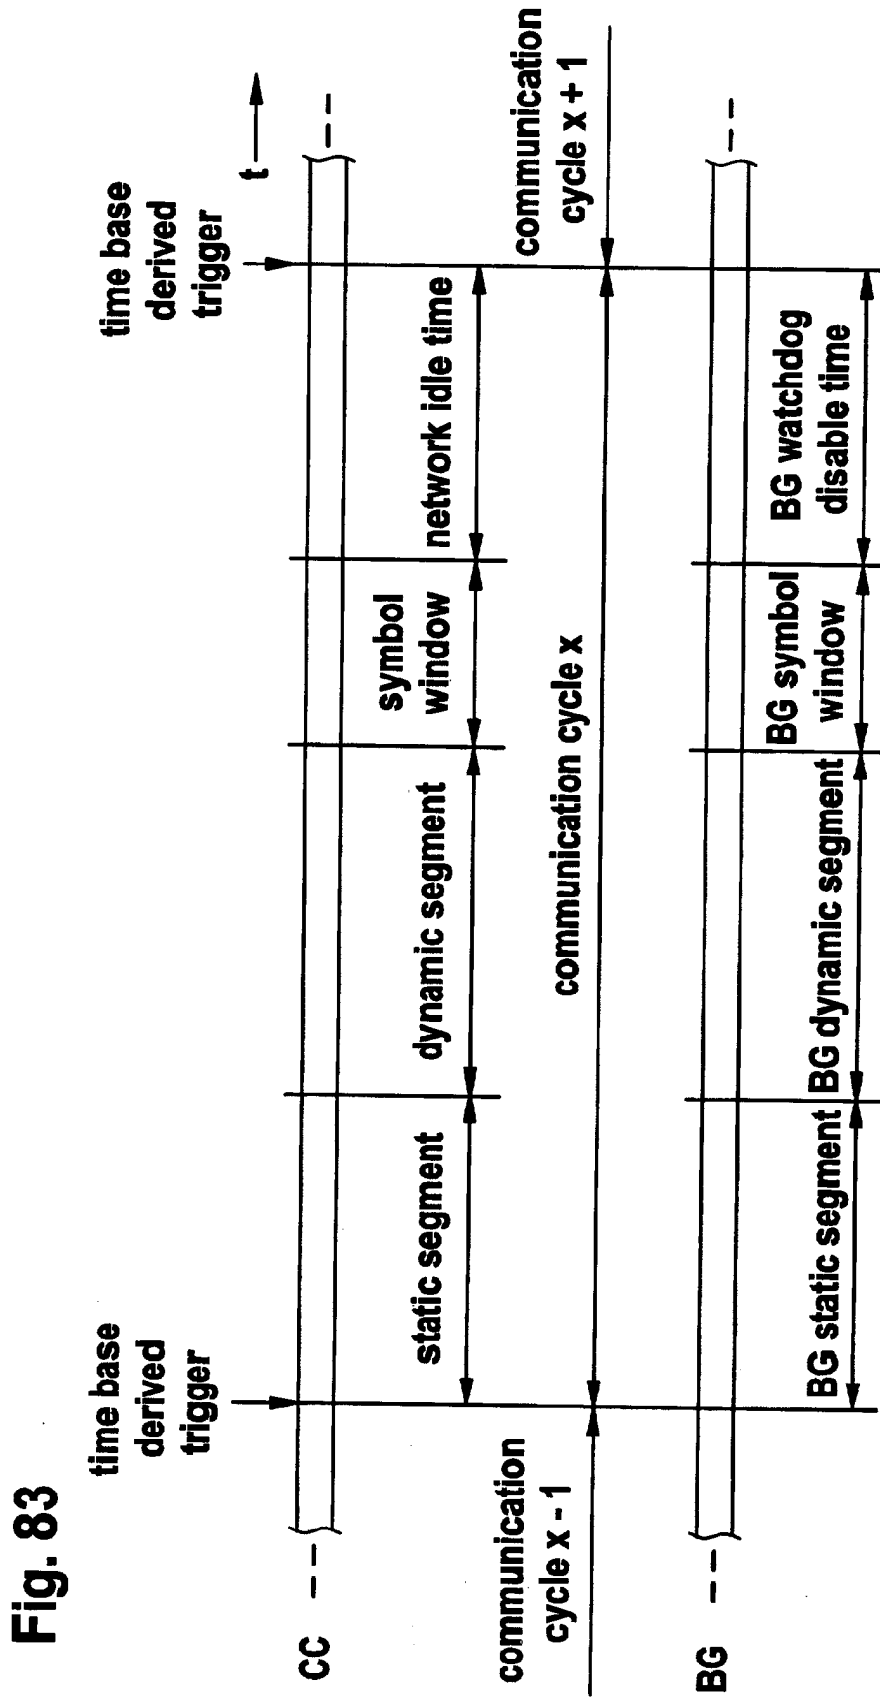 Fig. 83
time base
derived
trigger
time base
derived
trigger
t
CC
static segment
dynamic segment
symbol
window
network idle time
communication
cycle x - 1
communication cycle x
communication
cycle x + 1
BG
BG static segment
BG dynamic segment
BG symbol
window
BG watchdog
disable time